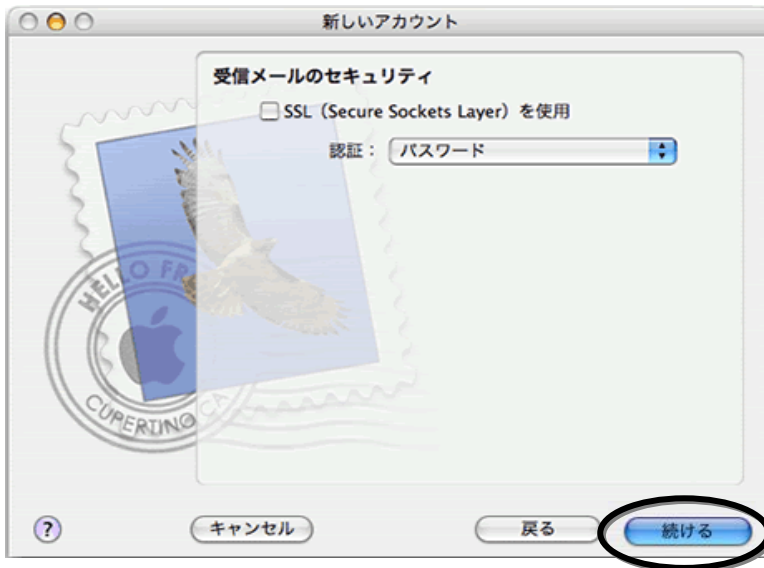 新しいアカウント
受信メールのセキュリティ
SSL（Secure Sockets Layer）を使用
認証： パスワード
HELLO FR
CUPERTINO CA
? キャンセル 戻る 続ける